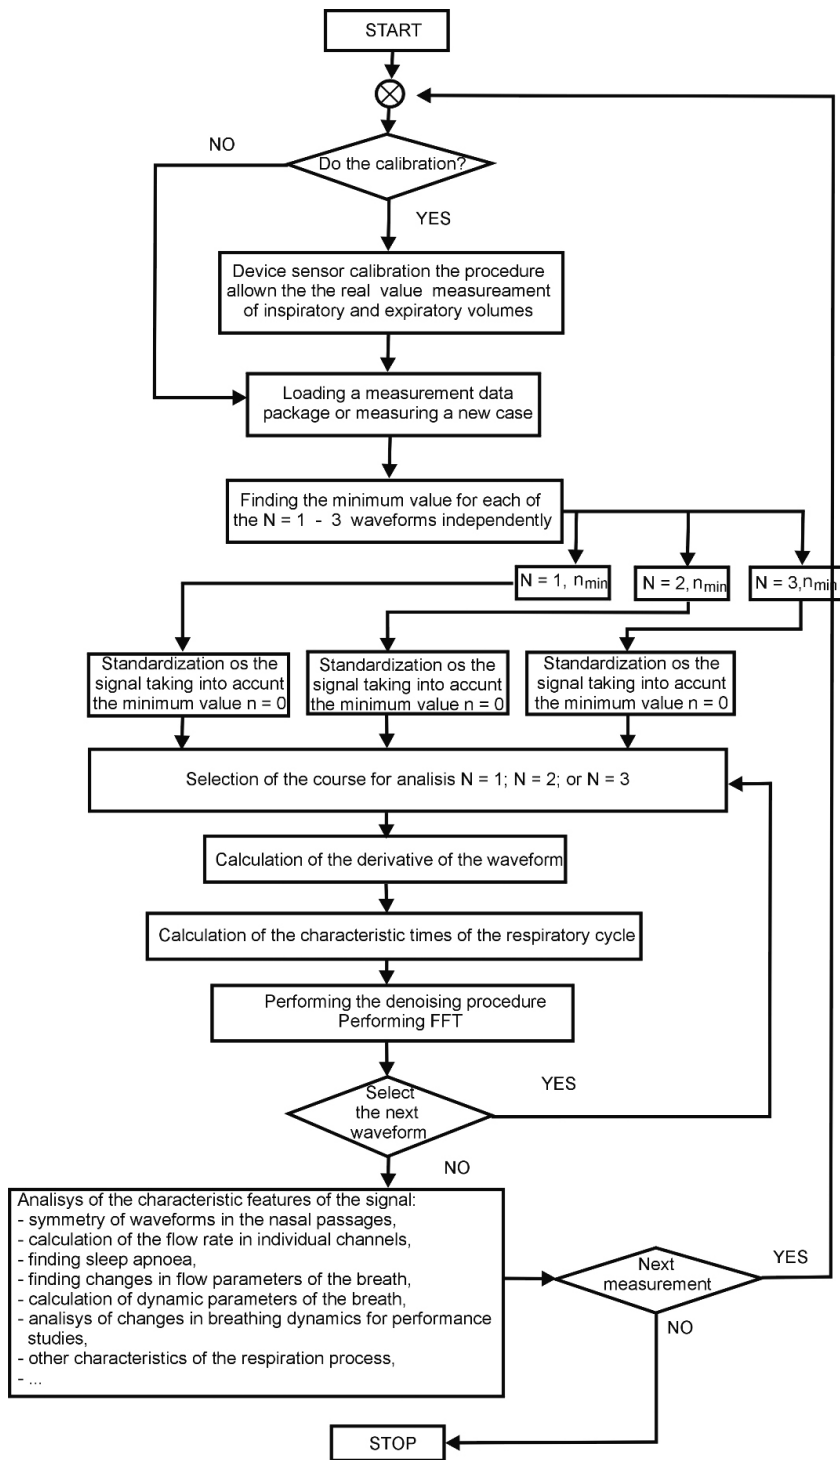 START
NO
Do the calibration?
YES
Device sensor calibration the procedure
allown the the real value measureament
of inspiratory and expiratory volumes
Loading a measurement data
package or measuring a new case
Finding the minimum value for each of
the N = 1 - 3 waveforms independently
N = 1, nmin
N = 2, nmin
N = 3,nmin
Standardization os the
signal taking into accunt
the minimum value n = 0
Standardization os the
signal taking into accunt
the minimum value n = 0
Standardization os the
signal taking into accunt
the minimum value n = 0
Selection of the course for analisis N = 1; N = 2; or N = 3
Calculation of the derivative of the waveform
Calculation of the characteristic times of the respiratory cycle
Performing the denoising procedure
Performing FFT
YES
Select
the next
waveform
NO
Analisys of the characteristic features of the signal:
- symmetry of waveforms in the nasal passages,
- calculation of the flow rate in individual channels,
- finding sleep apnoea,
- finding changes in flow parameters of the breath,
- calculation of dynamic parameters of the breath,
- analisys of changes in breathing dynamics for performance
studies,
- other characteristics of the respiration process,
- ...
Next
measurement
YES
NO
STOP